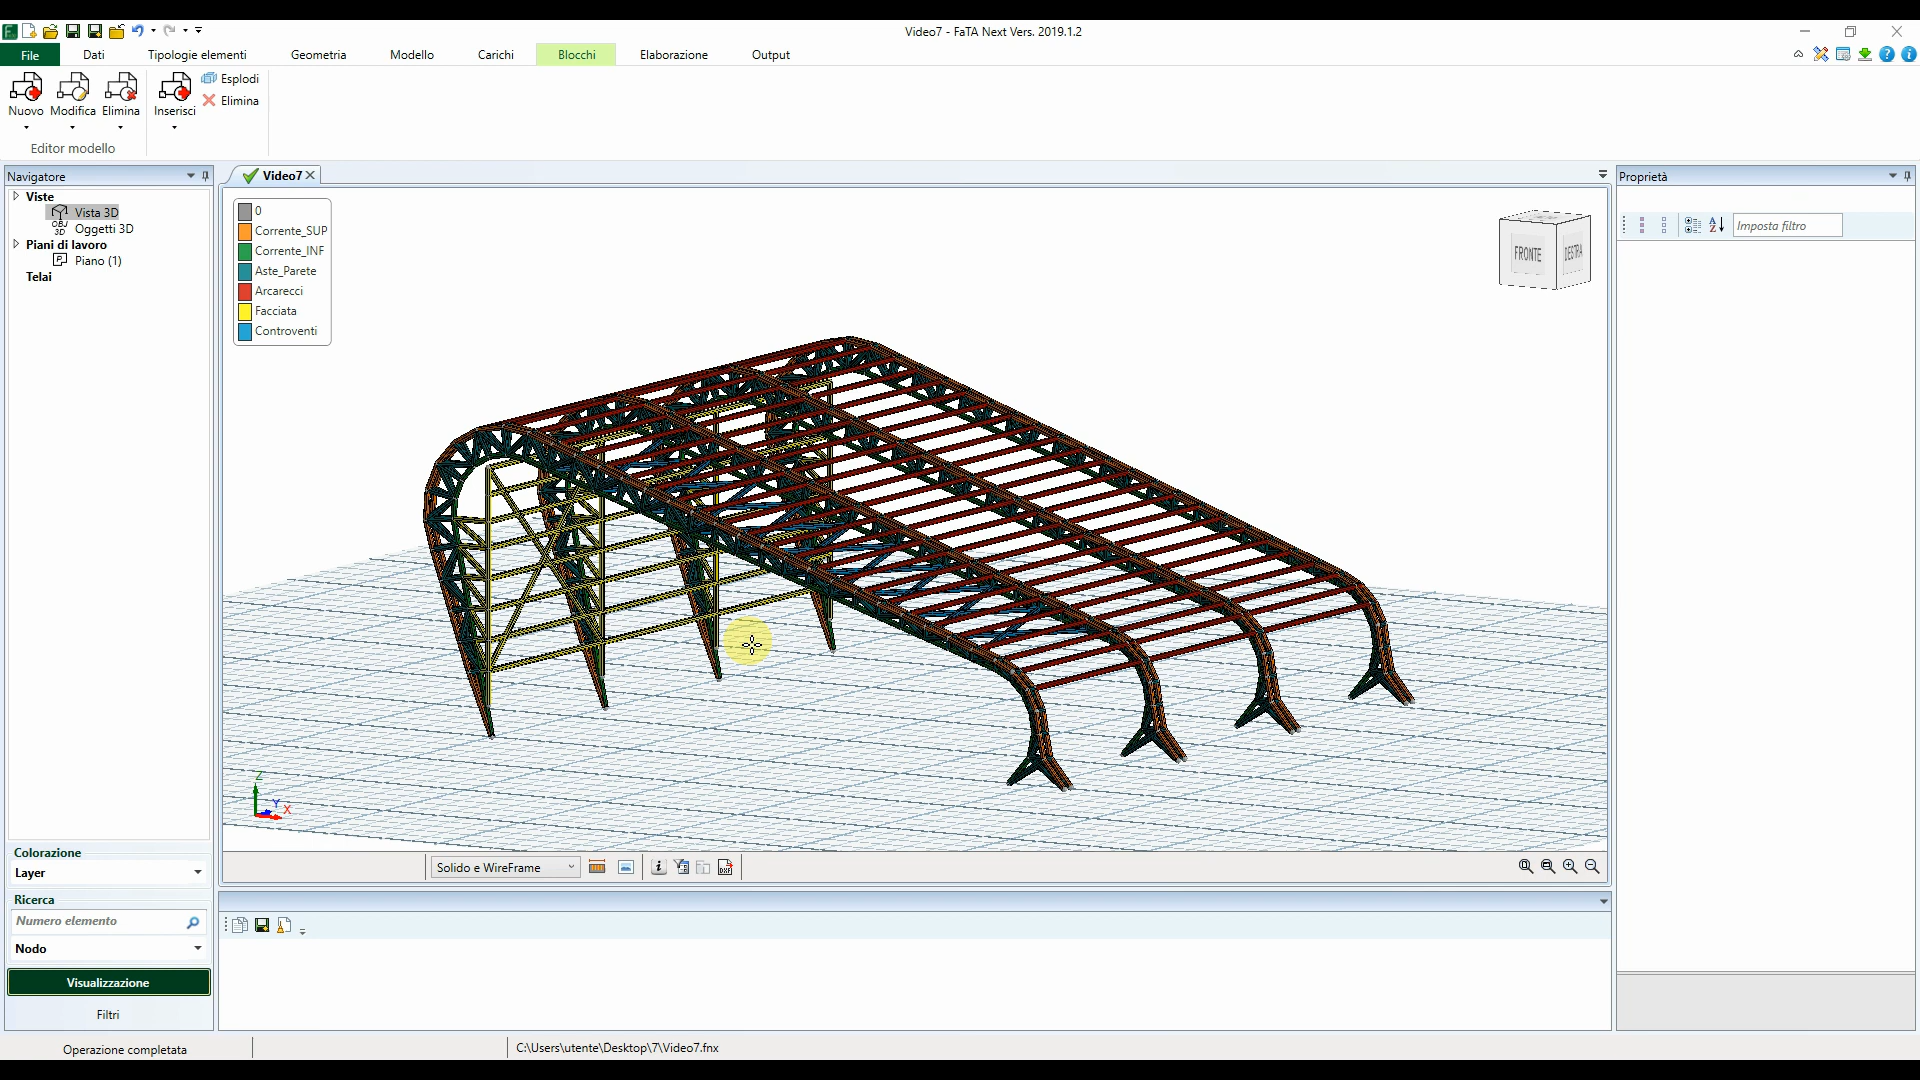 Video7 - FaTA Next Vers. 2019.1.2
File
Dati
Tipologie elementi
Geometria
Modello
Carichi
Blocchi
Elaborazione
Output
Nuovo
Modifica
Elimina
Inserisci
Esplodi
Elimina
Editor modello
Navigatore
Viste
Vista 3D
Oggetti 3D
Piani di lavoro
Piano (1)
Telai
Video7
0
Corrente_SUP
Corrente_INF
Aste_Parete
Arcarecci
Facciata
Controventi
FRONTE
DESTRA
Z
Y
X
Proprietà
Imposta filtro
Solido e WireFrame
Colorazione
Layer
Ricerca
Numero elemento
Nodo
Visualizzazione
Filtri
Operazione completata
C:\Users\utente\Desktop\7\Video7.fnx